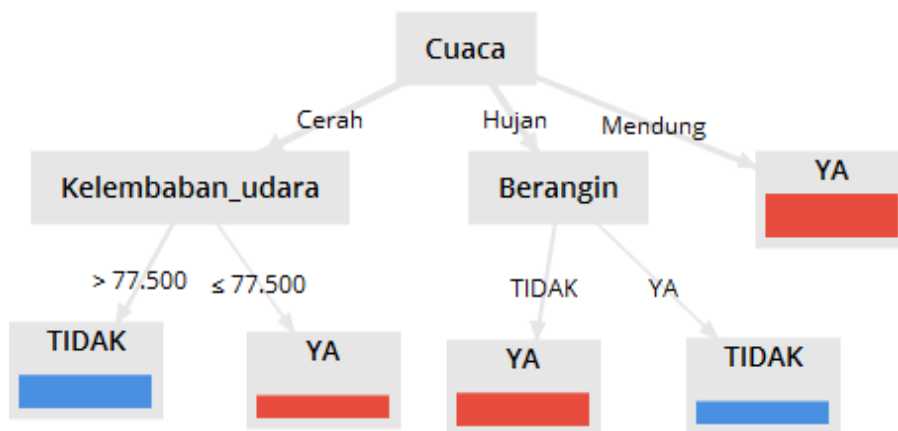 Cuaca
Cerah
Hujan
Mendung
Kelembaban_udara
Berangin
YA
> 77.500
≤ 77.500
TIDAK
YA
TIDAK
YA
YA
TIDAK